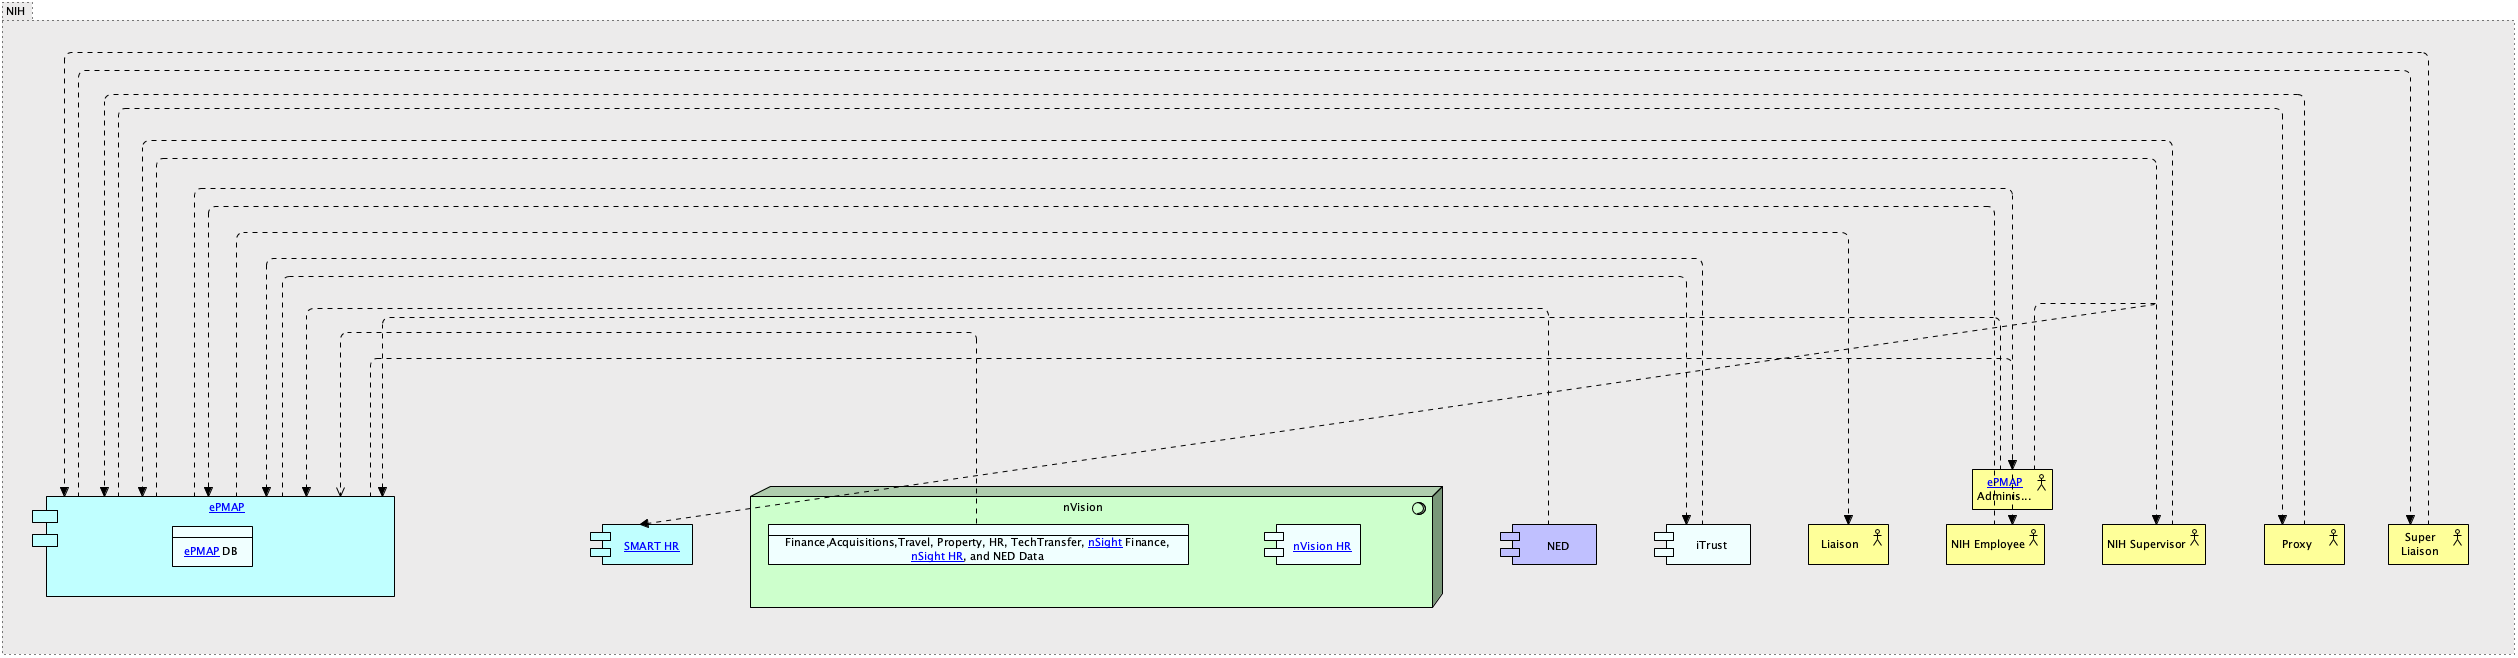 NIH
ePMAP
ePMAP DB
SMART HR
nVision
Finance,Acquisitions,Travel, Property, HR, TechTransfer, nSight Finance,
nSight HR, and NED Data
nVision HR
NED
iTrust
Liaison
ePMAP
Adminis...
NIH Employee
NIH Supervisor
Proxy
Super
Liaison